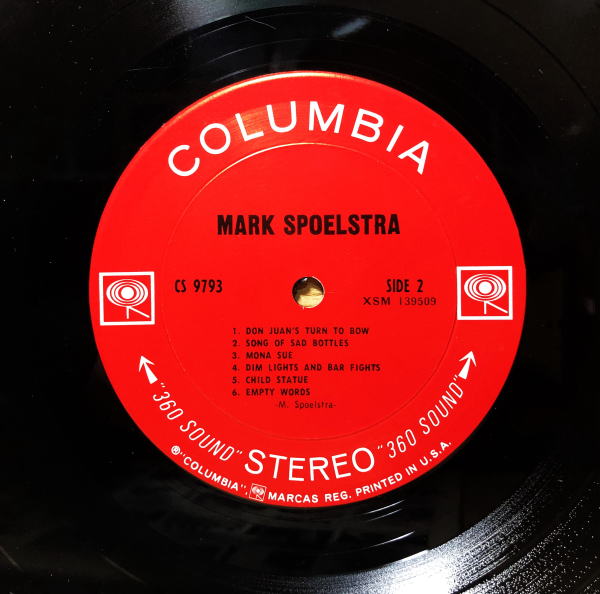 COLUMBIA
MARK SPOELSTRA
CS 9793
SIDE 2
XSM 139509
1. DON JUAN'S TURN TO BOW
2. SONG OF SAD BOTTLES
3. MONA SUE
4. DIM LIGHTS AND BAR FIGHTS
5. CHILD STATUE
6. EMPTY WORDS
-M. Spoelstra-
"360 SOUND" STEREO "360 SOUND"
®"COLUMBIA", MARCAS REG. PRINTED IN U.S.A.